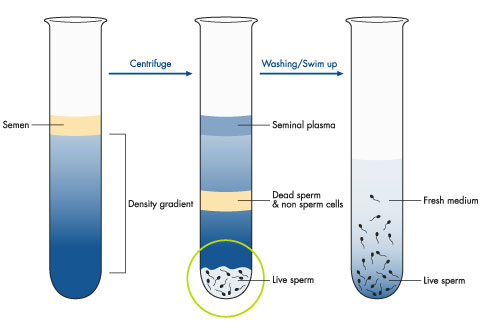 Centrifuge
Washing/Swim up
Semen
Seminal plasma
Density gradient
Dead sperm
& non sperm cells
Fresh medium
Live sperm
Live sperm